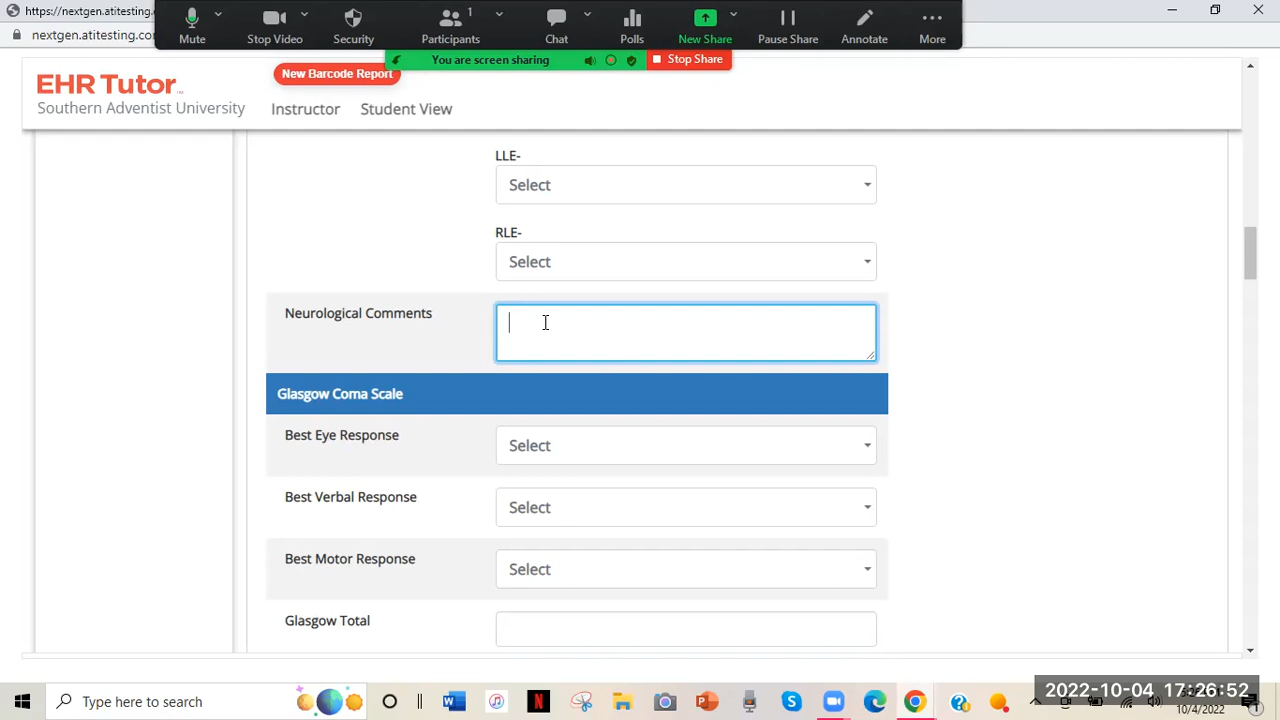 https://nextgen.atitesting.
nextgen.atitesting.co
Mute
Stop Video
Security
1
Participants
Chat
Polls
New Share
Pause Share
Annotate
More
You are screen sharing
Stop Share
EHR Tutor
New Barcode Report
Southern Adventist University
Instructor
Student View
LLE-
Select
RLE-
Select
Neurological Comments
Glasgow Coma Scale
Best Eye Response
Select
Best Verbal Response
Select
Best Motor Response
Select
Glasgow Total
Type here to search
2022-10-04 17:26:52
10/4/2022